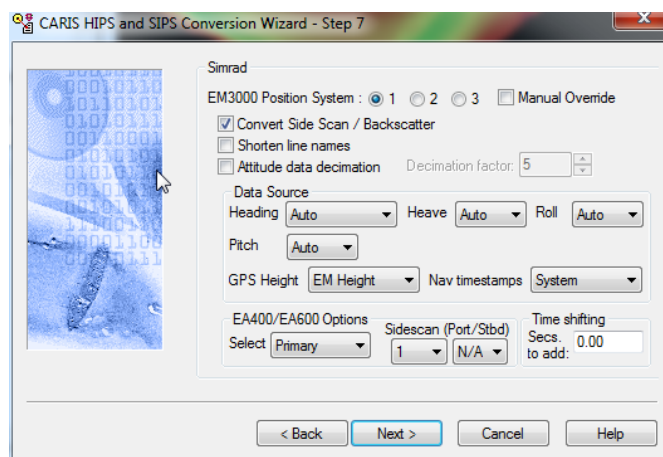 CARIS HIPS and SIPS Conversion Wizard - Step 7
X
Simrad
EM3000 Position System : 1 2 3 Manual Override
Convert Side Scan / Backscatter
Shorten line names
Attitude data decimation Decimation factor: 5
Data Source
Heading Auto Heave Auto Roll Auto
Pitch Auto
GPS Height EM Height Nav timestamps System
EA400/EA600 Options
Select Primary
Sidescan (Port/Stbd)
1 N/A
Time shifting
Secs. to add: 0.00
< Back Next > Cancel Help